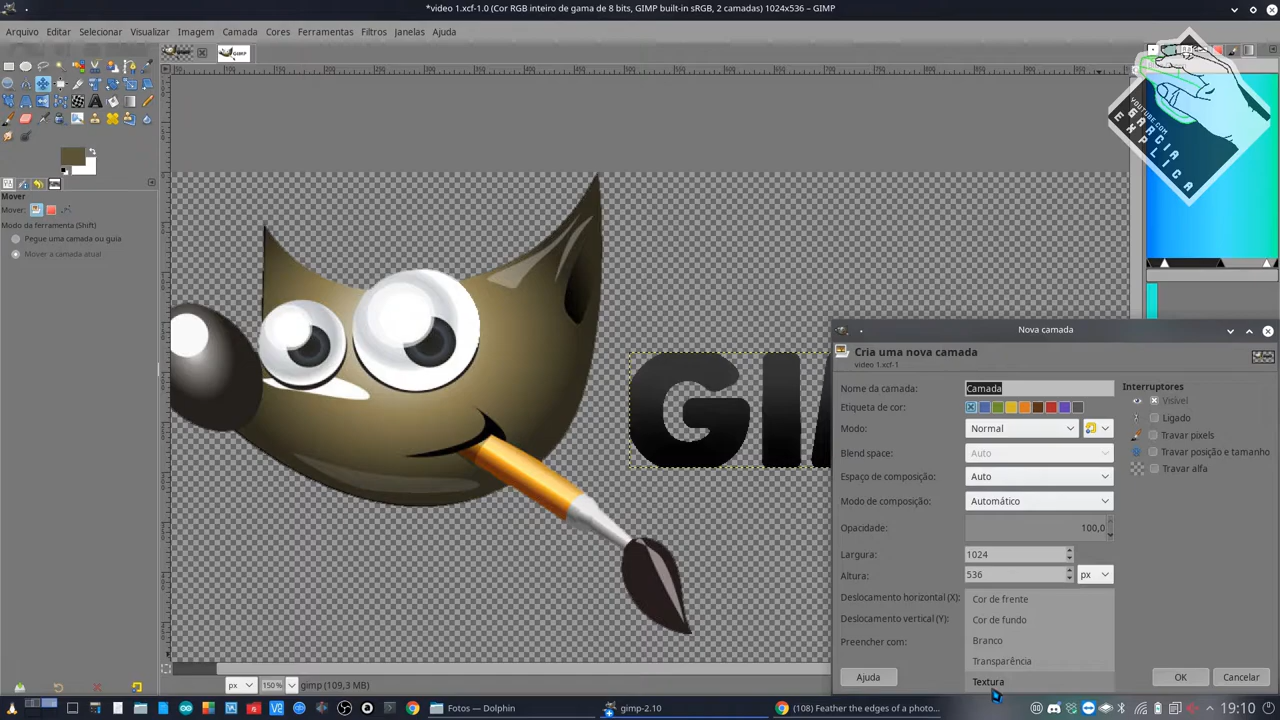 *video 1.xcf-1.0 (Cor RGB inteiro de gama de 8 bits, GIMP built-in sRGB, 2 camadas) 1024x536 – GIMP
Arquivo Editar Selecionar Visualizar Imagem Camada Cores Ferramentas Filtros Janelas Ajuda
YOUTUBE.COM
GARCIA
EXPLICA
Mover
Mover:
Modo da ferramenta (Shift)
Pegue uma camada ou guia
Mover a camada atual
GI
Nova camada
Cria uma nova camada
video 1.xcf-1
Nome da camada: Camada
Etiqueta de cor:
Modo: Normal
Blend space: Auto
Espaço de composição: Auto
Modo de composição: Automático
Opacidade: 100,0
Largura: 1024
Altura: 536 px
Deslocamento horizontal (X):
Deslocamento vertical (Y):
Preencher com:
Cor de frente
Cor de fundo
Branco
Transparência
Textura
Interruptores
Visível
Ligado
Travar pixels
Travar posição e tamanho
Travar alfa
Ajuda OK Cancelar
px 150% gimp (109,3 MB)
Fotos — Dolphin gimp-2.10 (108) Feather the edges of a photo... 19:10